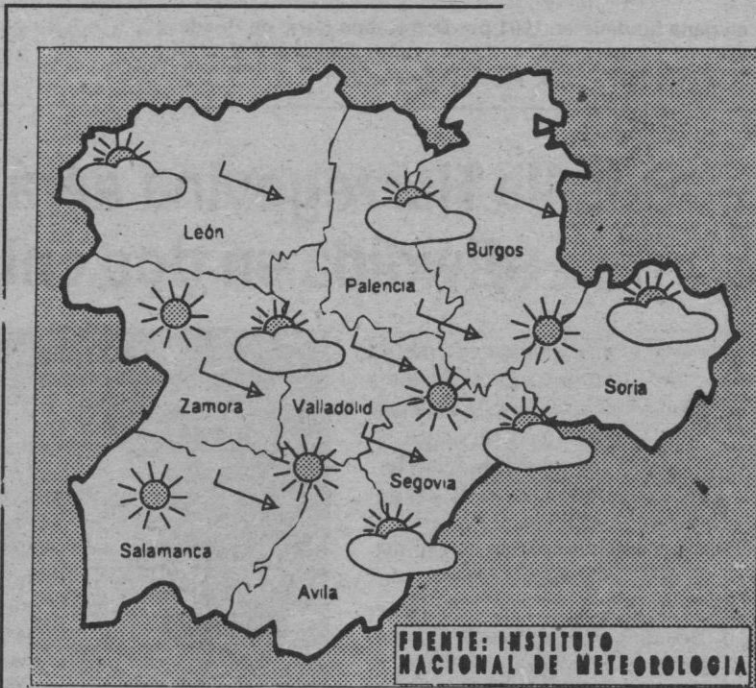 León
Burgos
Palencia
Soria
Zamora
Valladolid
Segovia
Salamanca
Avila
FUENTE: INSTITUTO
NACIONAL DE METEOROLOGIA